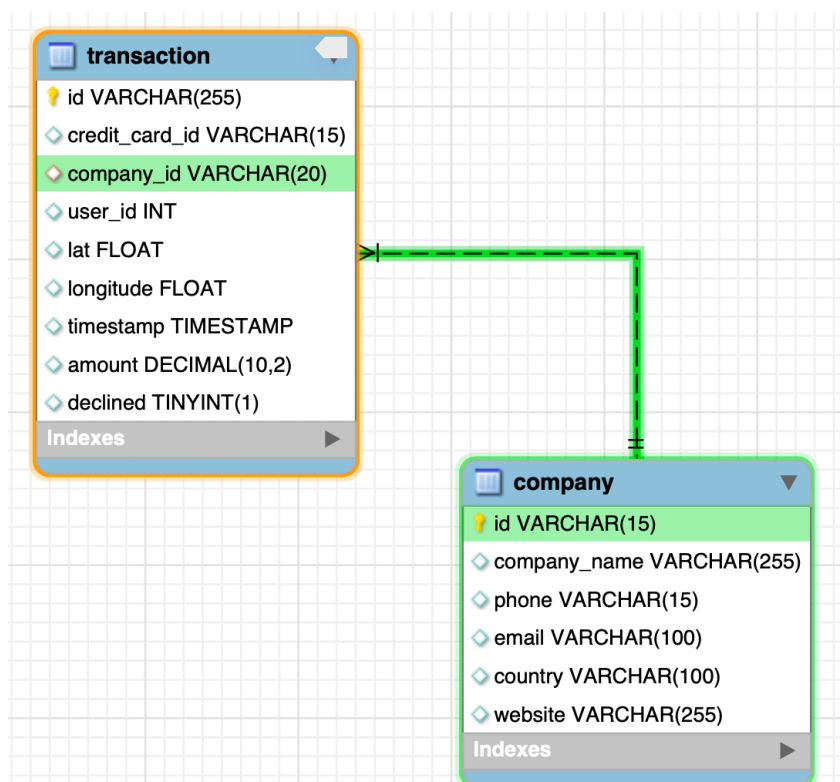 transaction
id VARCHAR(255)
credit_card_id VARCHAR(15)
company_id VARCHAR(20)
user_id INT
lat FLOAT
longitude FLOAT
timestamp TIMESTAMP
amount DECIMAL(10,2)
declined TINYINT(1)
Indexes
company
id VARCHAR(15)
company_name VARCHAR(255)
phone VARCHAR(15)
email VARCHAR(100)
country VARCHAR(100)
website VARCHAR(255)
Indexes